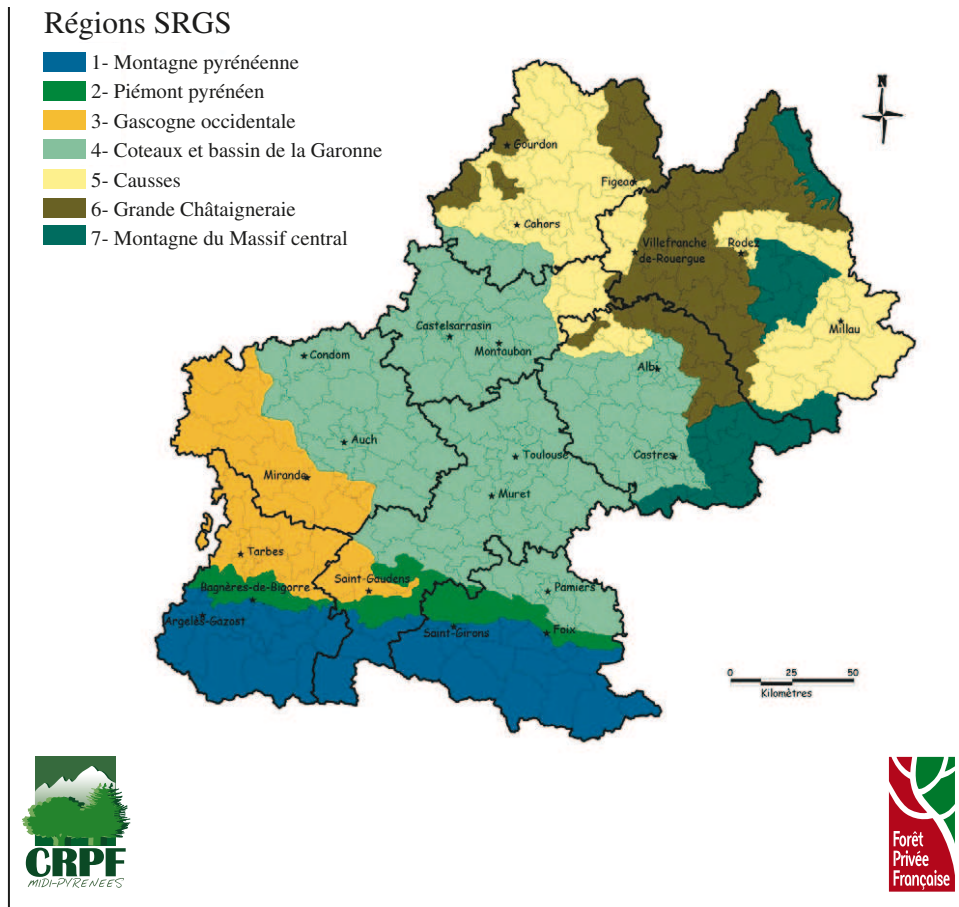 Régions SRGS
1- Montagne pyrénéenne
2- Piémont pyrénéen
3- Gascogne occidentale
4- Coteaux et bassin de la Garonne
5- Causses
6- Grande Châtaigneraie
7- Montagne du Massif central
N
Gourdon
Figeac
Cahors
Villefranche
de-Rouergue
Rodez
Millau
Castelsarrasin
Montauban
Condom
Albi
Auch
Toulouse
Castres
Mirande
Muret
Tarbes
Saint-Gaudens
Pamiers
Bagnères-de-Bigorre
Argelès-Gazost
Saint-Girons
Foix
0 25 50
Kilomètres
CRPF
MIDI-PYRENEES
Forêt
Privée
Française